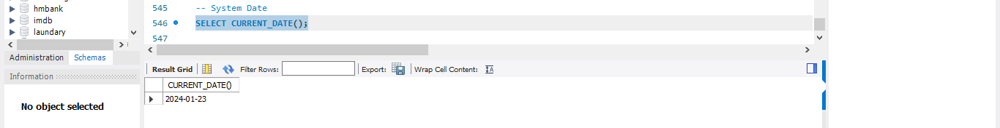 hmbank
imdb
laundary
Administration Schemas
Information
No object selected
545 -- System Date
546 SELECT CURRENT_DATE();
547
Result Grid Filter Rows: Export: Wrap Cell Content:
CURRENT_DATE()
2024-01-23